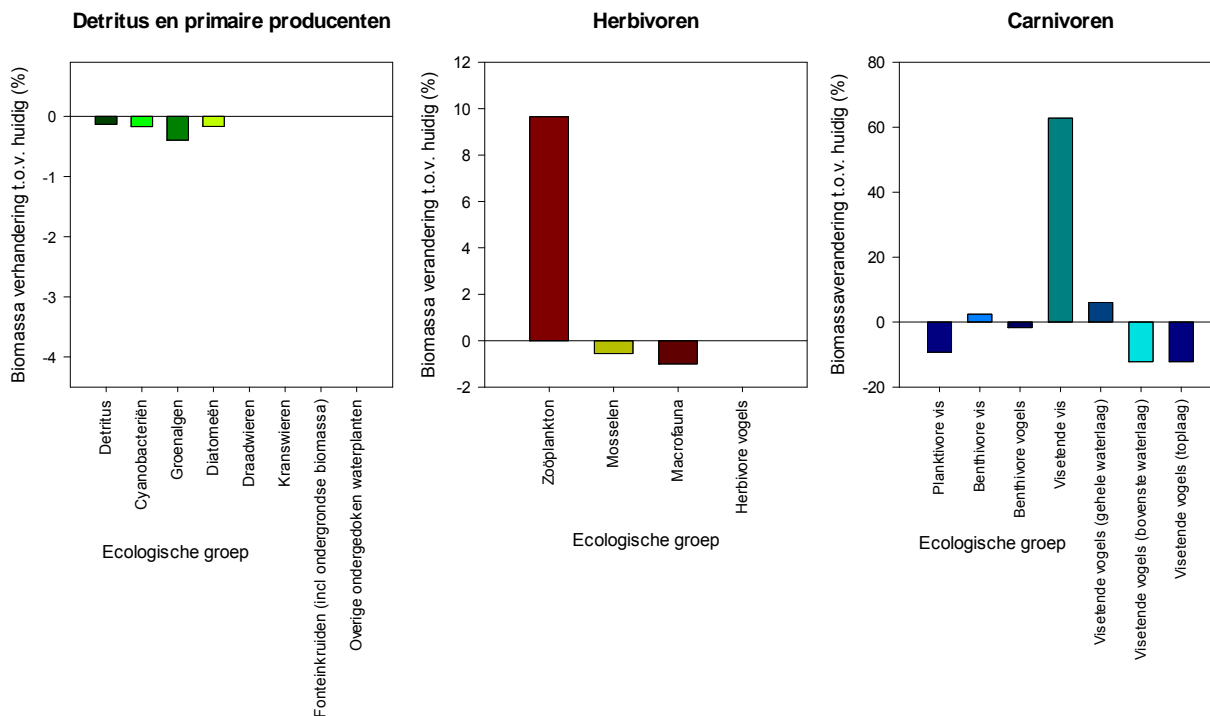 Detritus en primaire producenten
Biomassa verhandering t.o.v. huidig (%)
0
-1
-2
-3
-4
Detritus
Cyanobacteriën
Groenalgen
Diatomeeën
Draadwieren
Kranswieren
Fonteinkruiden (incl ondergrondse biomassa)
Overige ondergedoken waterplanten
Ecologische groep
Herbivoren
Biomassa verandering t.o.v. huidig (%)
12
10
8
6
4
2
0
-2
Zoöplankton
Mosselen
Macrofauna
Herbivore vogels
Ecologische groep
Carnivoren
Biomassaverandering t.o.v. huidig (%)
80
60
40
20
0
-20
Planktivore vis
Benthivore vis
Benthivore vogels
Visetende vis
Visetende vogels (gehele waterlaag)
Visetende vogels (bovenste waterlaag)
Visetende vogels (toplaag)
Ecologische groep